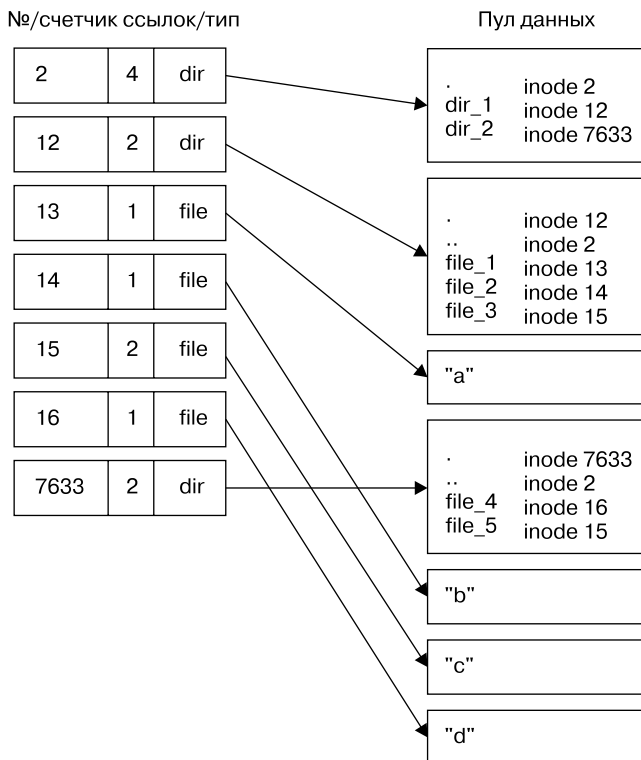 №/счетчик ссылок/тип
Пул данных
2 4 dir
12 2 dir
13 1 file
14 1 file
15 2 file
16 1 file
7633 2 dir
. inode 2
dir_1 inode 12
dir_2 inode 7633
. inode 12
.. inode 2
file_1 inode 13
file_2 inode 14
file_3 inode 15
"a"
. inode 7633
.. inode 2
file_4 inode 16
file_5 inode 15
"b"
"c"
"d"